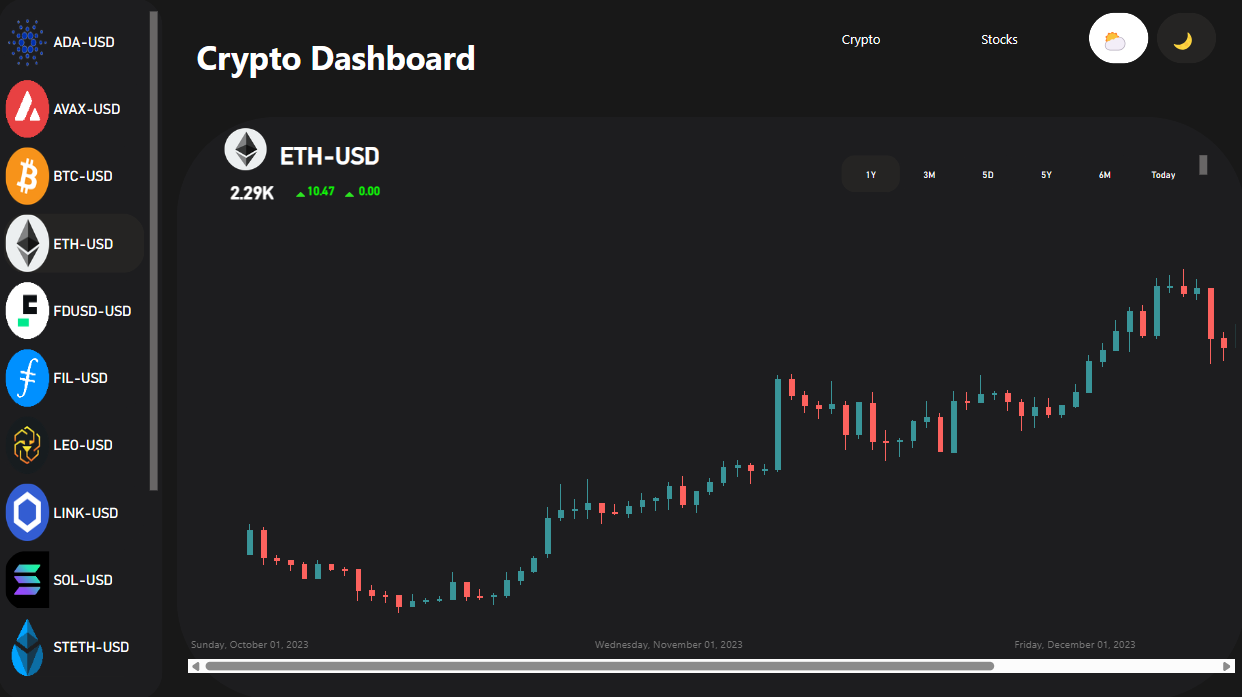 ADA-USD
AVAX-USD
BTC-USD
ETH-USD
FDUSD-USD
FIL-USD
LEO-USD
LINK-USD
SOL-USD
STETH-USD
Crypto Dashboard
Crypto
Stocks
ETH-USD
2.29K
10.47
0.00
1Y
3M
5D
5Y
6M
Today
Sunday, October 01, 2023
Wednesday, November 01, 2023
Friday, December 01, 2023